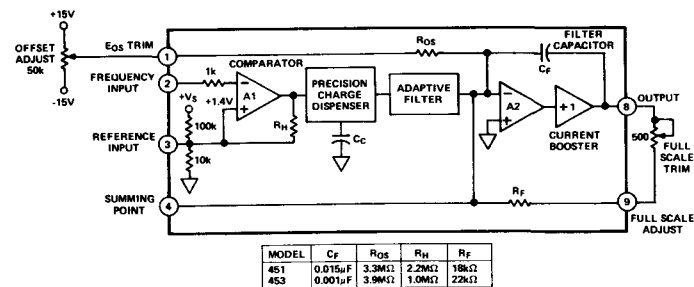 +15V
OFFSET
ADJUST
50k
-15V
EOS TRIM
1
FREQUENCY
INPUT
2
1k
COMPARATOR
A1
+VS
+1.4V
100k
REFERENCE
INPUT
3
10k
RH
PRECISION
CHARGE
DISPENSER
CC
ADAPTIVE
FILTER
ROS
FILTER
CAPACITOR
CF
A2
+1
CURRENT
BOOSTER
8
OUTPUT
500
FULL
SCALE
TRIM
SUMMING
POINT
4
RF
9
FULL SCALE
ADJUST
MODEL CF ROS RH RF
451 0.015µF 3.3MΩ 2.2MΩ 18kΩ
453 0.001µF 3.9MΩ 1.0MΩ 22kΩ